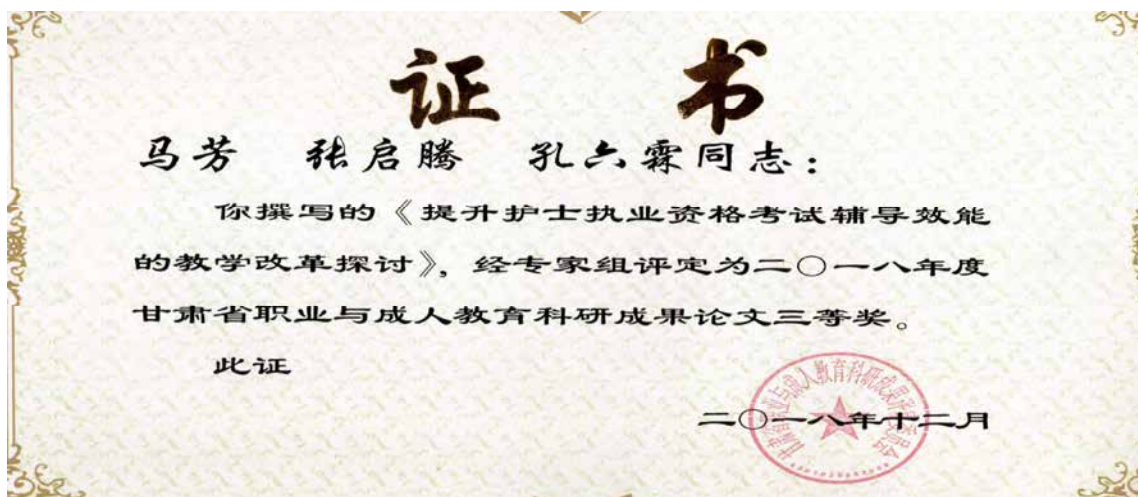 证 书
马芳 张启腾 孔六霖同志：
你撰写的《提升护士执业资格考试辅导效能
的教学改革探讨》，经专家组评定为二〇一八年度
甘肃省职业与成人教育科研成果论文三等奖。
此证
二〇一八年十二月